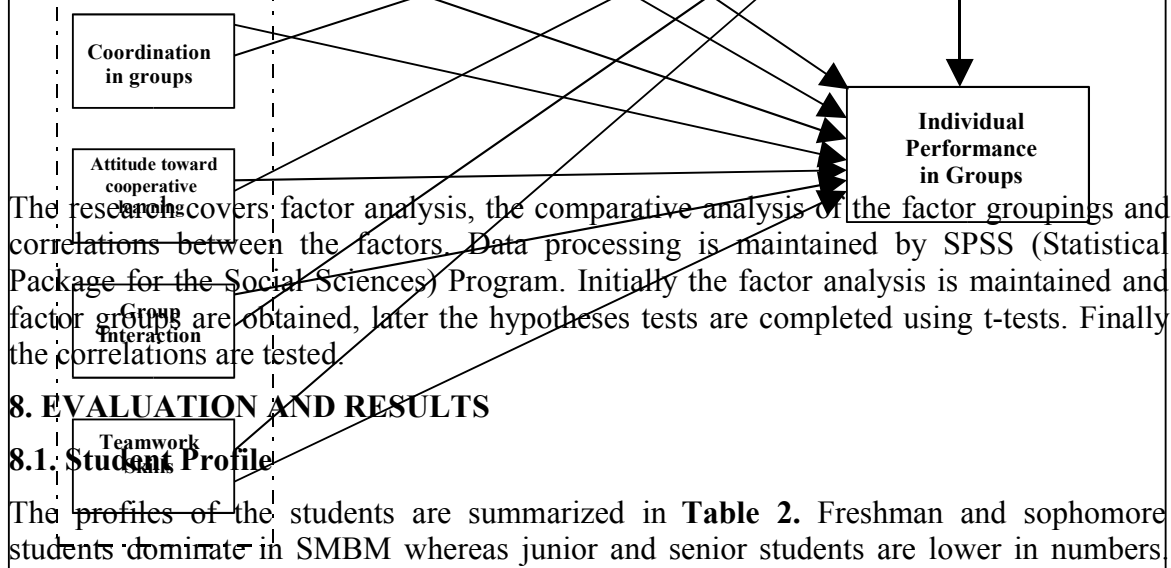 Coordination
in groups
Individual
Performance
in Groups
Attitude toward
cooperative
learning
The research covers factor analysis, the comparative analysis of the factor groupings and
correlations between the factors. Data processing is maintained by SPSS (Statistical
Package for the Social Sciences) Program. Initially the factor analysis is maintained and
factor groups are obtained, later the hypotheses tests are completed using t-tests. Finally
the correlations are tested.
Group
Interaction
8. EVALUATION AND RESULTS
8.1. Student Profile
Teamwork
Skills
The profiles of the students are summarized in Table 2. Freshman and sophomore
students dominate in SMBM whereas junior and senior students are lower in numbers.